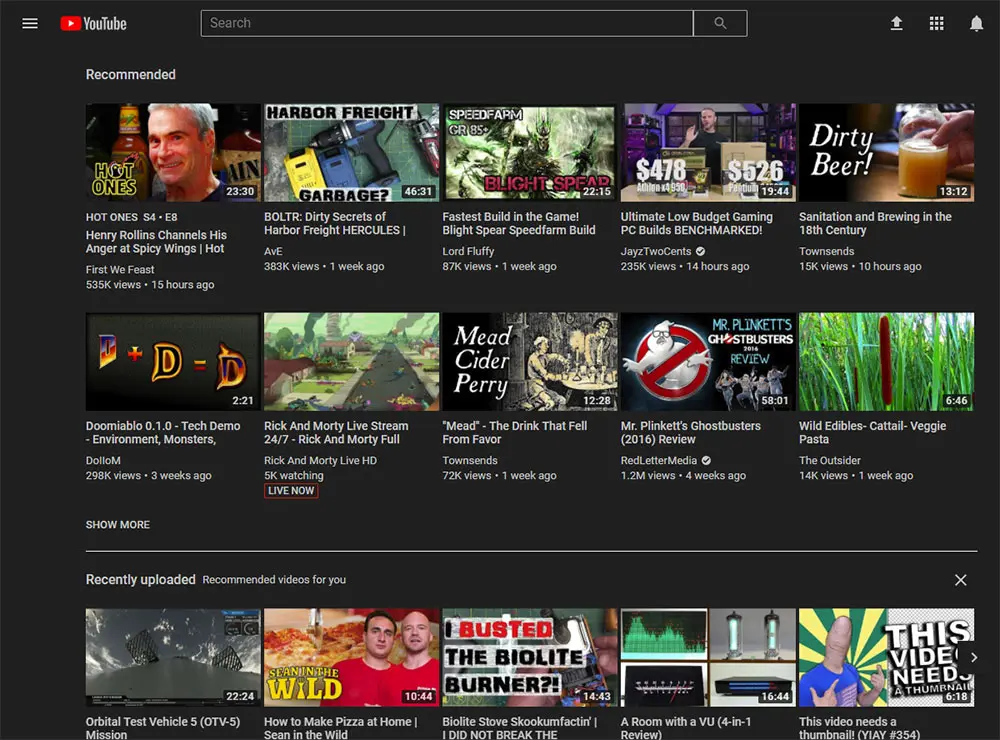 YouTube
Search
Recommended
HOT
ONES
AIN
23:30
HARBOR FREIGHT
GARBAGE?
46:31
SPEEDFARM
GR 85+
BLIGHT SPEAR
22:15
$478
Athlon x4 950
$526
Pentium
19:44
Dirty
Beer!
13:12
HOT ONES S4 • E8
Henry Rollins Channels His
Anger at Spicy Wings | Hot
First We Feast
535K views • 15 hours ago
BOLTR: Dirty Secrets of
Harbor Freight HERCULES |
AvE
383K views • 1 week ago
Fastest Build in the Game!
Blight Spear Speedfarm Build
Lord Fluffy
87K views • 1 week ago
Ultimate Low Budget Gaming
PC Builds BENCHMARKED!
JayzTwoCents
235K views • 14 hours ago
Sanitation and Brewing in the
18th Century
Townsends
15K views • 10 hours ago
D + D = D
2:21
Mead
Cider
Perry
12:28
MR. PLINKETT'S
GHOSTBUSTERS
2016
REVIEW
58:01
6:46
Doomiablo 0.1.0 - Tech Demo
- Environment, Monsters,
DolloM
298K views • 3 weeks ago
Rick And Morty Live Stream
24/7 - Rick And Morty Full
Rick And Morty Live HD
5K watching
LIVE NOW
"Mead" - The Drink That Fell
From Favor
Townsends
72K views • 1 week ago
Mr. Plinkett's Ghostbusters
(2016) Review
RedLetterMedia
1.2M views • 4 weeks ago
Wild Edibles- Cattail- Veggie
Pasta
The Outsider
14K views • 1 week ago
SHOW MORE
Recently uploaded Recommended videos for you
22:24
SEAN IN THE
WILD
10:44
I BUSTED
THE BIOLITE
BURNER?!
14:43
16:44
THIS
VIDEO
NEEDS
A THUMBNAIL
6:18
Orbital Test Vehicle 5 (OTV-5)
Mission
How to Make Pizza at Home |
Sean in the Wild
Biolite Stove Skookumfactin' |
I DID NOT BREAK THE
A Room with a VU (4-in-1
Review)
This video needs a
thumbnail! (YIAY #354)